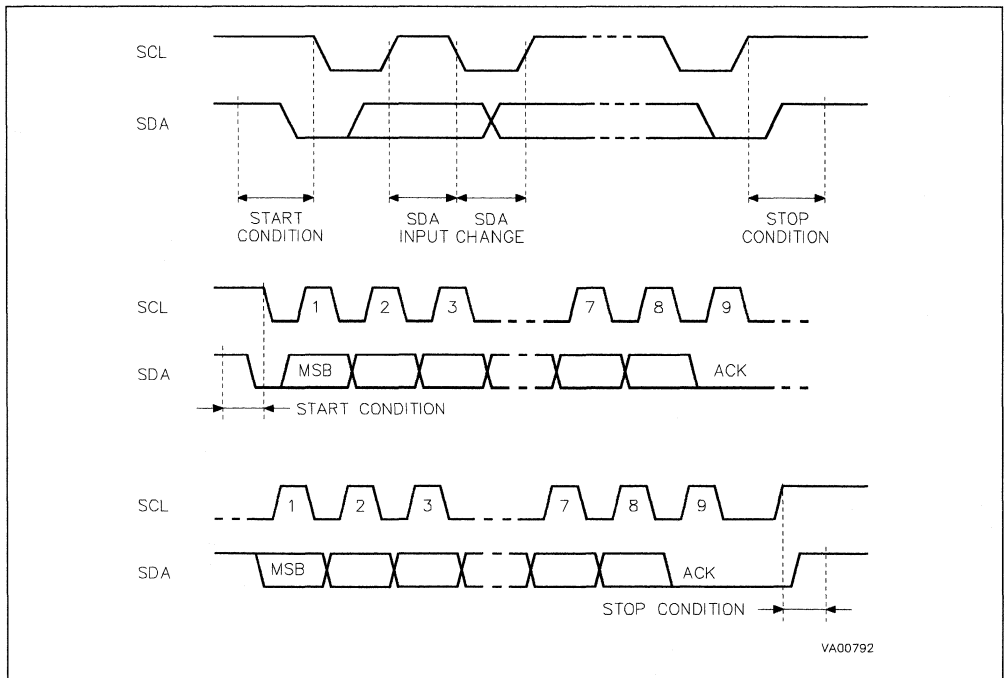 SCL
SDA
START CONDITION
SDA INPUT
SDA CHANGE
STOP CONDITION
SCL
1 2 3 7 8 9
SDA
MSB
ACK
START CONDITION
SCL
1 2 3 7 8 9
SDA
MSB
ACK
STOP CONDITION
VA00792